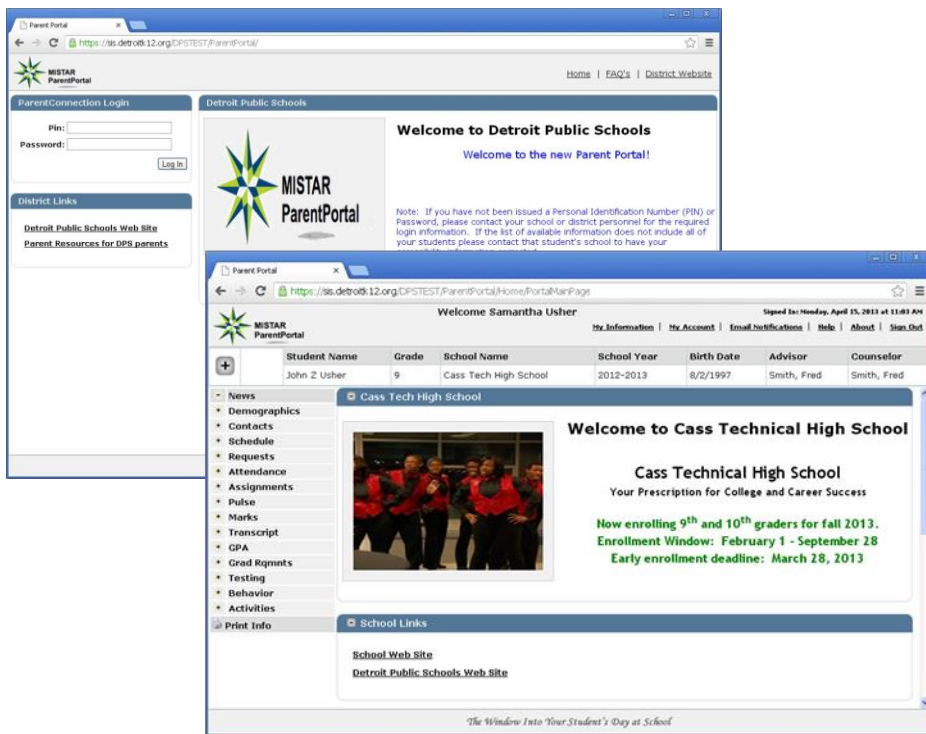 Parent Portal
https://sis.detroitk12.org/DPSTEST/ParentPortal/
MISTAR
ParentPortal
Home | FAQ's | District Website
ParentConnection Login
Pin:
Password:
Log In
District Links
Detroit Public Schools Web Site
Parent Resources for DPS parents
Detroit Public Schools
MISTAR
ParentPortal
Welcome to Detroit Public Schools
Welcome to the new Parent Portal!
Note: If you have not been issued a Personal Identification Number (PIN) or
Password, please contact your school or district personnel for the required
login information. If the list of available information does not include all of
your students please contact that student's school to have your
Parent Portal
https://sis.detroitk12.org/DPSTEST/ParentPortal/Home/PortalMainPage
MISTAR
ParentPortal
Welcome Samantha Usher
Signed In: Monday, April 15, 2013 at 11:03 AM
My Information | My Account | Email Notifications | Help | About | Sign Out
Student Name Grade School Name School Year Birth Date Advisor Counselor
John Z Usher 9 Cass Tech High School 2012-2013 8/2/1997 Smith, Fred Smith, Fred
News
Demographics
Contacts
Schedule
Requests
Attendance
Assignments
Pulse
Marks
Transcript
GPA
Grad Rqmnts
Testing
Behavior
Activities
Print Info
Cass Tech High School
Welcome to Cass Technical High School
Cass Technical High School
Your Prescription for College and Career Success
Now enrolling 9th and 10th graders for fall 2013.
Enrollment Window: February 1 - September 28
Early enrollment deadline: March 28, 2013
School Links
School Web Site
Detroit Public Schools Web Site
The Window Into Your Student's Day at School